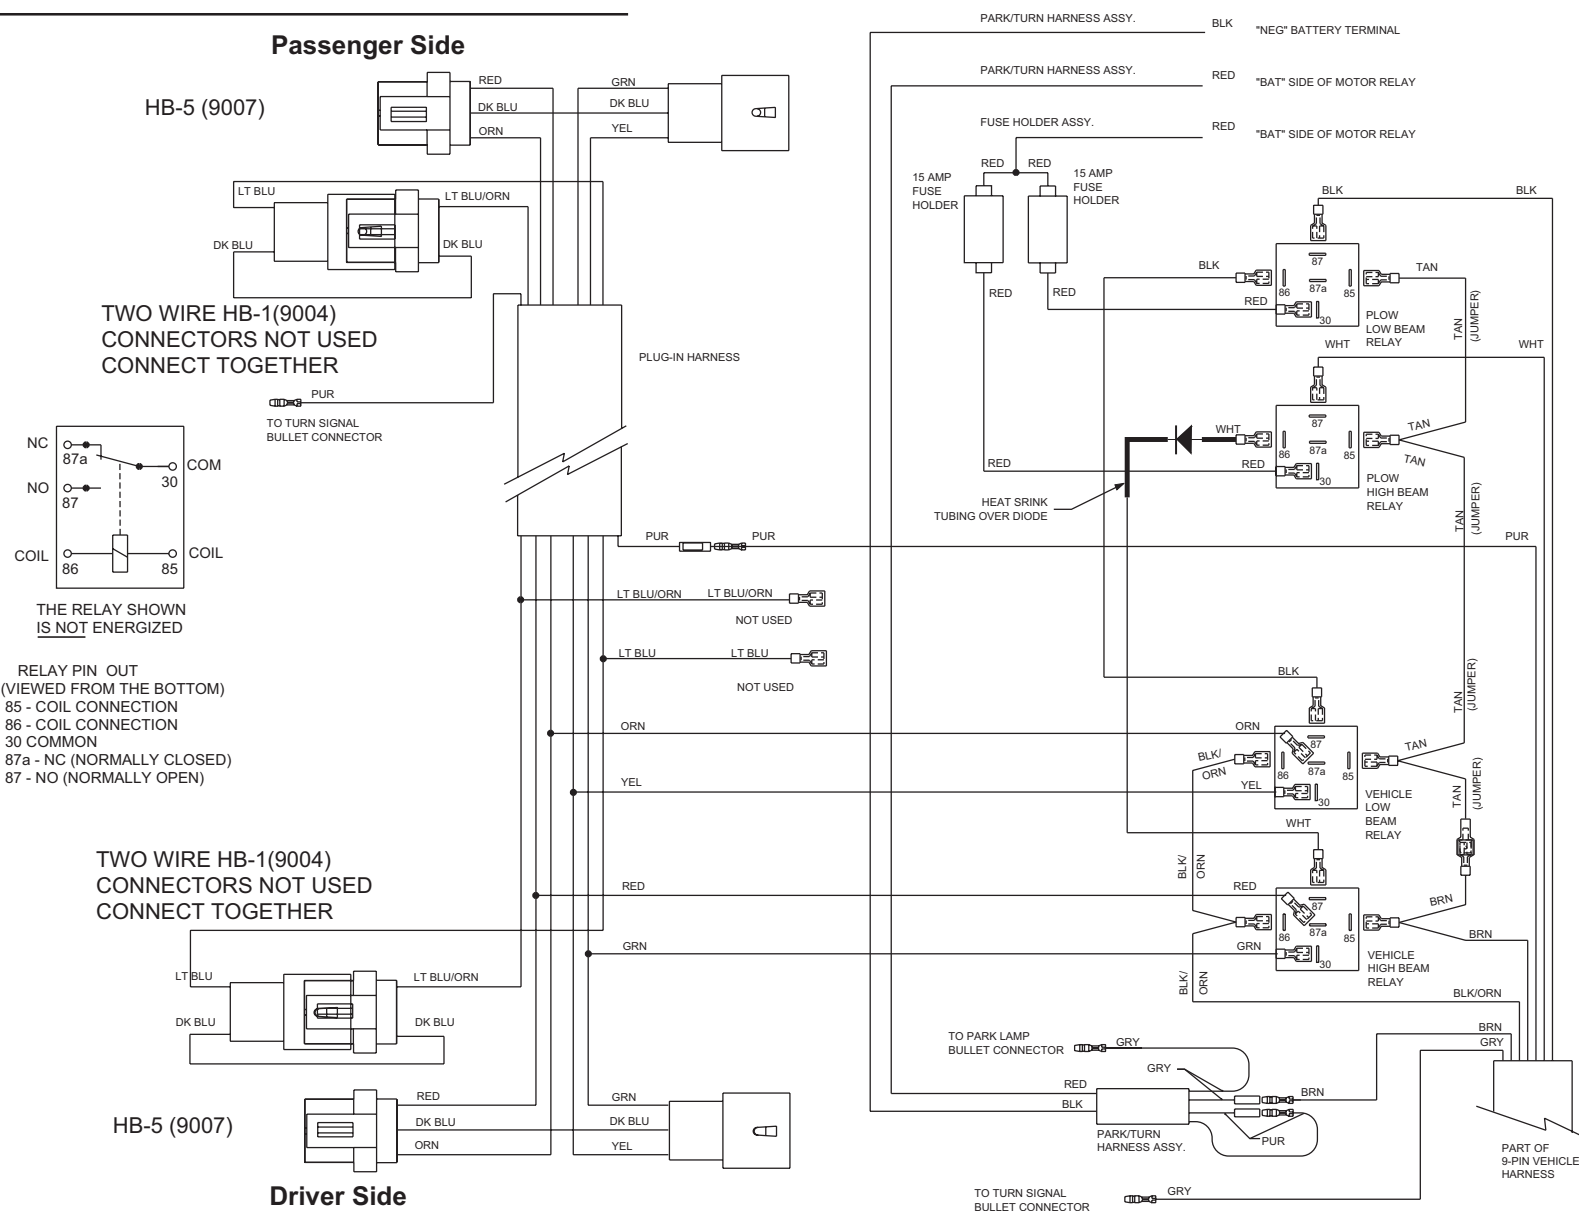 Passenger Side
HB-5 (9007)
RED
DK BLU
ORN
GRN
DK BLU
YEL
LT BLU
LT BLU/ORN
DK BLU
DK BLU
TWO WIRE HB-1(9004)
CONNECTORS NOT USED
CONNECT TOGETHER
PUR
TO TURN SIGNAL
BULLET CONNECTOR
PLUG-IN HARNESS
NC
87a
COM
30
NO
87
COIL
86
85
COIL
THE RELAY SHOWN
IS NOT ENERGIZED
RELAY PIN OUT
(VIEWED FROM THE BOTTOM)
85 - COIL CONNECTION
86 - COIL CONNECTION
30 COMMON
87a - NC (NORMALLY CLOSED)
87 - NO (NORMALLY OPEN)
PUR
PUR
PUR
LT BLU/ORN
LT BLU/ORN
NOT USED
LT BLU
LT BLU
NOT USED
ORN
ORN
YEL
YEL
RED
RED
GRN
GRN
TWO WIRE HB-1(9004)
CONNECTORS NOT USED
CONNECT TOGETHER
LT BLU
LT BLU/ORN
DK BLU
DK BLU
HB-5 (9007)
RED
DK BLU
ORN
GRN
DK BLU
YEL
Driver Side
PARK/TURN HARNESS ASSY.
BLK
"NEG" BATTERY TERMINAL
PARK/TURN HARNESS ASSY.
RED
"BAT" SIDE OF MOTOR RELAY
FUSE HOLDER ASSY.
RED
"BAT" SIDE OF MOTOR RELAY
RED
RED
15 AMP
FUSE
HOLDER
15 AMP
FUSE
HOLDER
RED
RED
BLK
BLK
BLK
87
86
87a
85
30
TAN
RED
PLOW
LOW BEAM
RELAY
TAN
(JUMPER)
WHT
WHT
WHT
87
86
87a
85
30
TAN
TAN
RED
RED
PLOW
HIGH BEAM
RELAY
TAN
(JUMPER)
HEAT SRINK
TUBING OVER DIODE
BLK
TAN
(JUMPER)
BLK/
ORN
87
86
87a
85
30
TAN
VEHICLE
LOW
BEAM
RELAY
TAN
(JUMPER)
WHT
BLK/
ORN
87
86
87a
85
30
BRN
BRN
VEHICLE
HIGH BEAM
RELAY
BLK/
ORN
BLK/ORN
BRN
GRY
TO PARK LAMP
BULLET CONNECTOR
GRY
GRY
RED
BLK
BRN
PUR
PARK/TURN
HARNESS ASSY.
PART OF
9-PIN VEHICLE
HARNESS
TO TURN SIGNAL
BULLET CONNECTOR
GRY